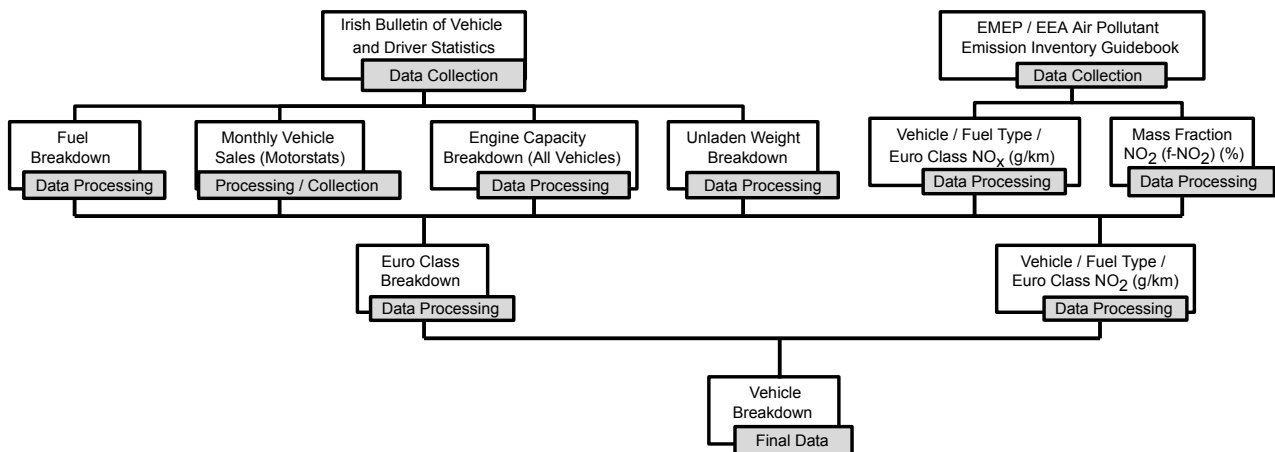 Irish Bulletin of Vehicle
and Driver Statistics
Data Collection
EMEP / EEA Air Pollutant
Emission Inventory Guidebook
Data Collection
Fuel
Breakdown
Data Processing
Monthly Vehicle
Sales (Motorstats)
Processing / Collection
Engine Capacity
Breakdown (All Vehicles)
Data Processing
Unladen Weight
Breakdown
Data Processing
Vehicle / Fuel Type /
Euro Class NOx (g/km)
Data Processing
Mass Fraction
NO2 (f-NO2) (%)
Data Processing
Euro Class
Breakdown
Data Processing
Vehicle / Fuel Type /
Euro Class NO2 (g/km)
Data Processing
Vehicle
Breakdown
Final Data